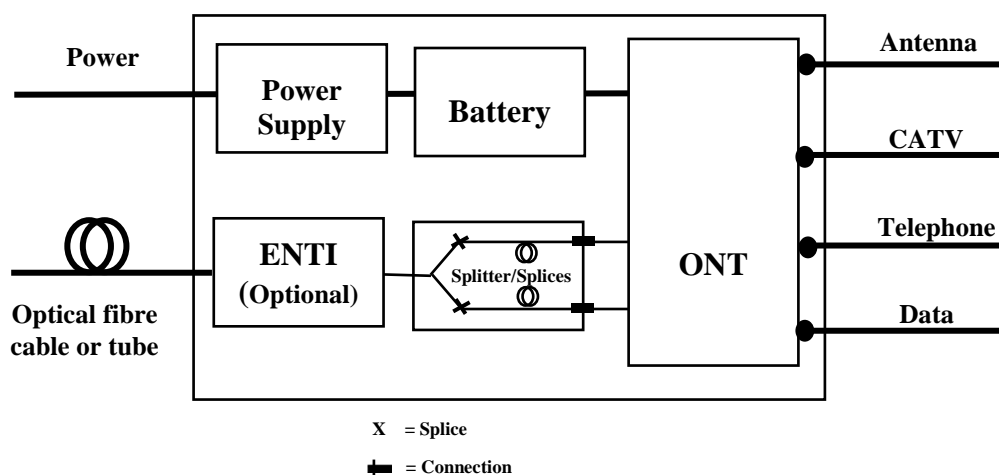 Power
Power
Supply
Battery
Antenna
CATV
Telephone
Data
ONT
ENTI
(Optional)
Splitter/Splices
Optical fibre
cable or tube
X = Splice
= Connection